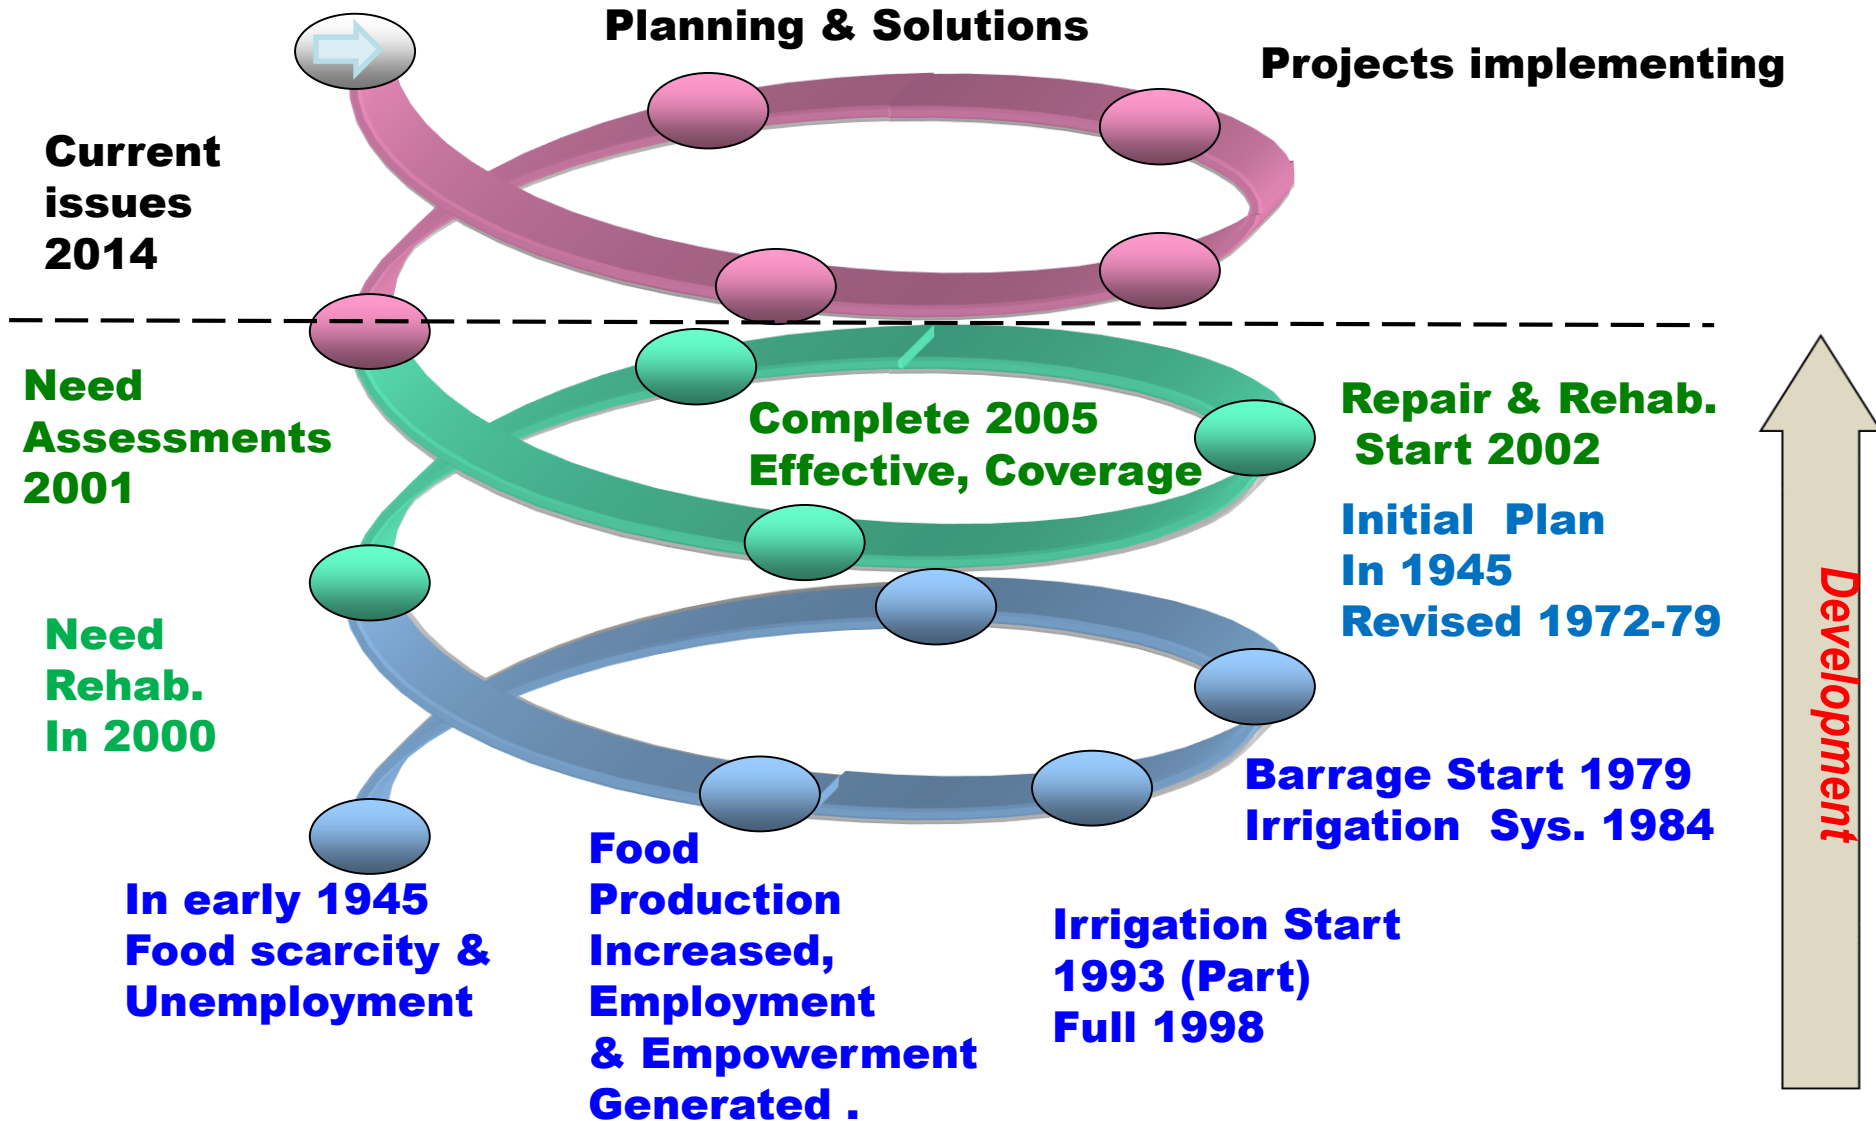 Planning & Solutions
Projects implementing
Current
issues
2014
Need
Assessments
2001
Complete 2005
Effective, Coverage
Repair & Rehab.
Start 2002
Initial Plan
In 1945
Revised 1972-79
Need
Rehab.
In 2000
Barrage Start 1979
Irrigation Sys. 1984
In early 1945
Food scarcity &
Unemployment
Food
Production
Increased,
Employment
& Empowerment
Generated .
Irrigation Start
1993 (Part)
Full 1998
Development